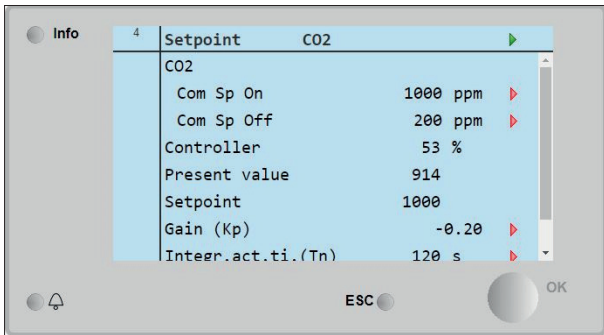 Info
4 Setpoint CO2
CO2
Com Sp On 1000 ppm
Com Sp Off 200 ppm
Controller 53 %
Present value 914
Setpoint 1000
Gain (Kp) -0.20
Integr.act.ti.(Tn) 120 s
ESC
OK